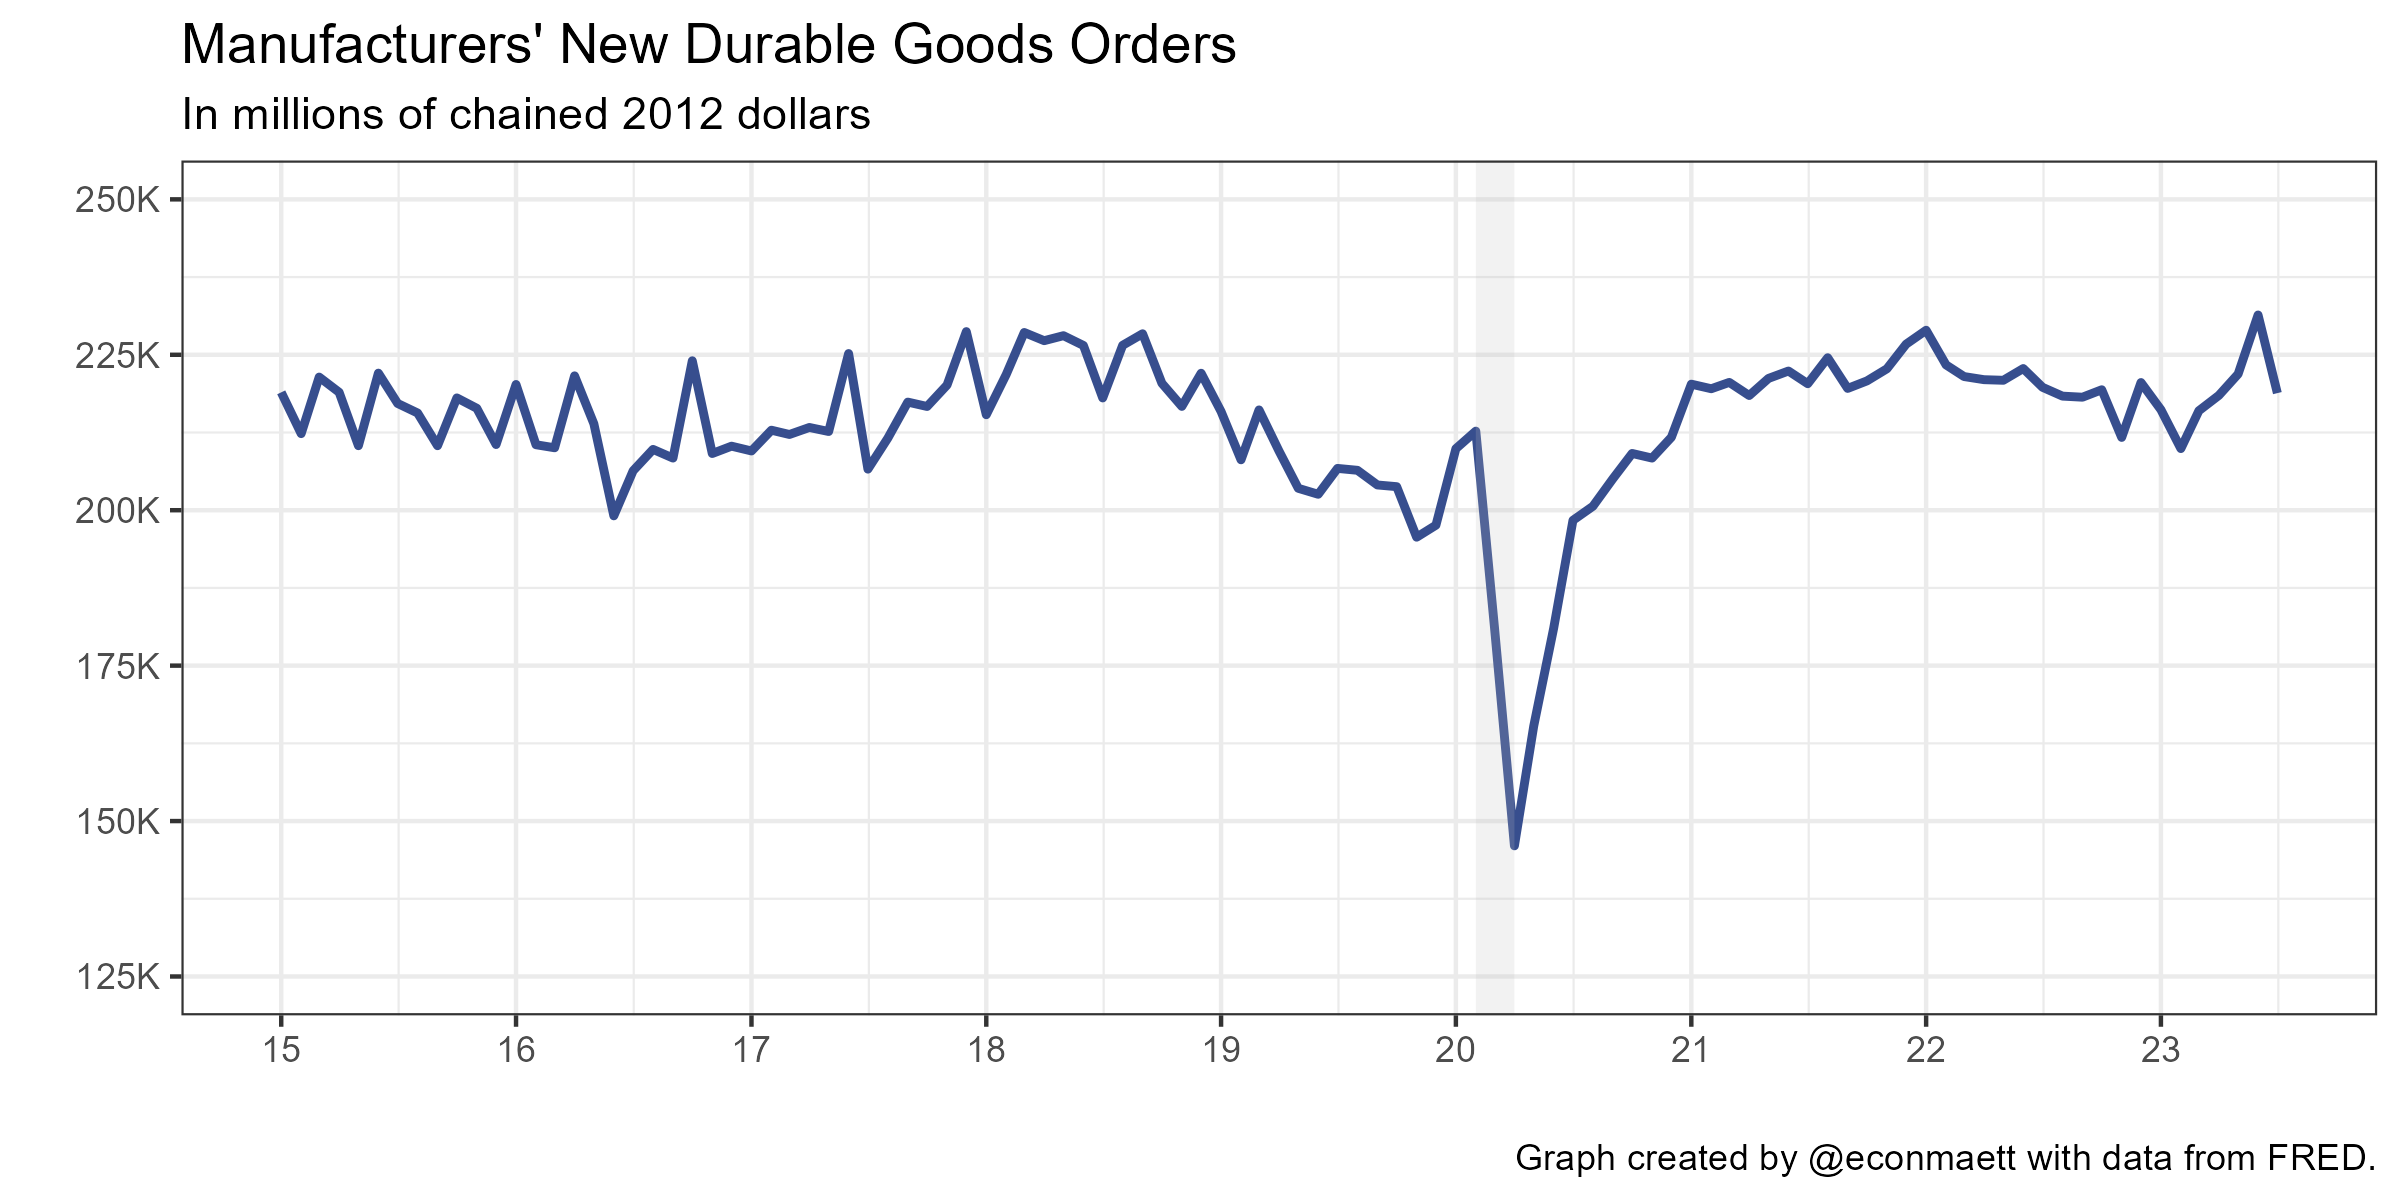 Manufacturers' New Durable Goods Orders
In millions of chained 2012 dollars
250K
225K
200K
175K
150K
125K
15 16 17 18 19 20 21 22 23
Graph created by @econmaett with data from FRED.